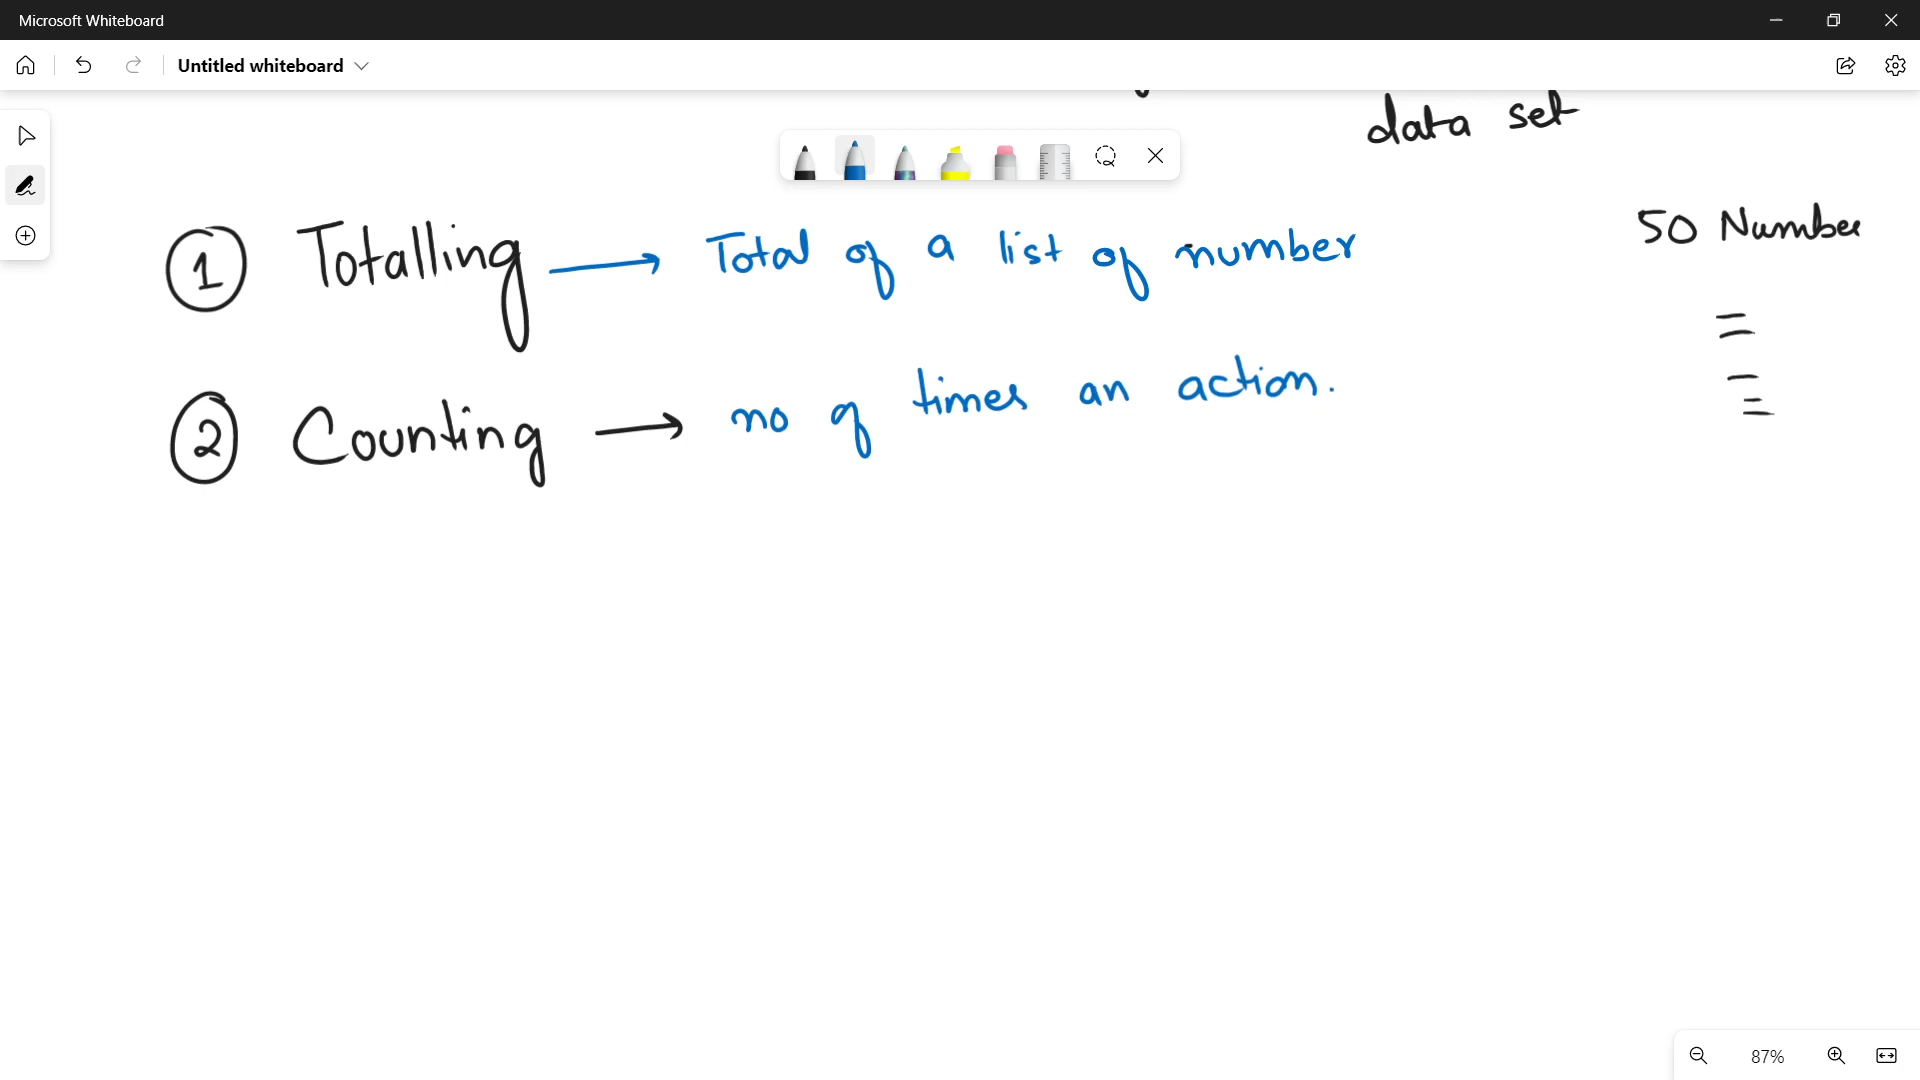 Microsoft Whiteboard
Untitled whiteboard
data set
50 Number
1 Totalling → Total of a list of number
2 Counting → no of times an action.
87%